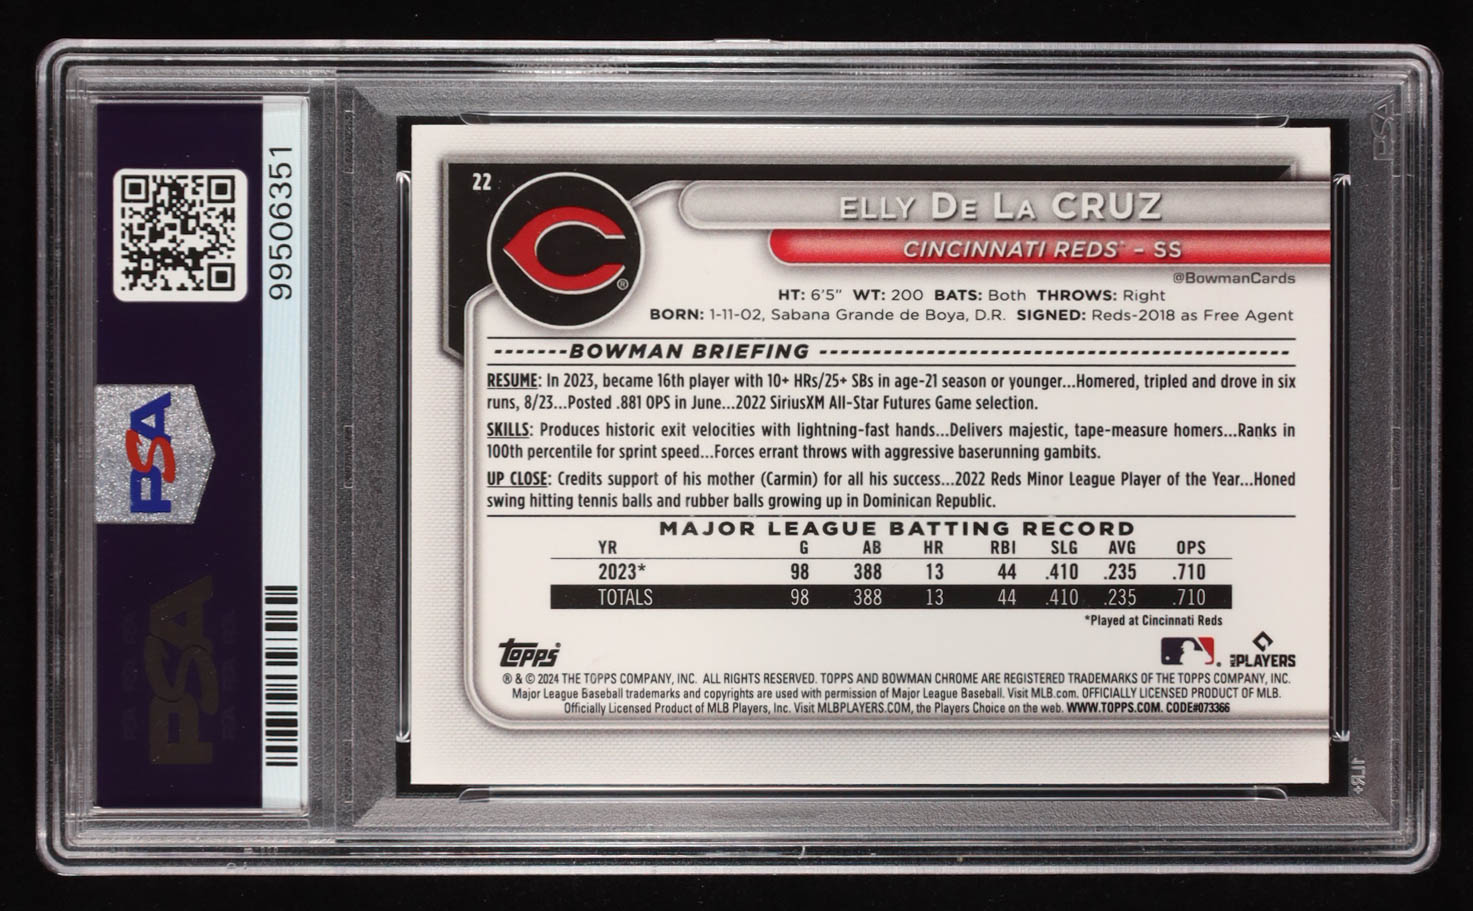 99506351
PSA
PSA
PSA
22
ELLY DE LA CRUZ
CINCINNATI REDS - SS
@BowmanCards
HT: 6'5" WT: 200 BATS: Both THROWS: Right
BORN: 1-11-02, Sabana Grande de Boya, D.R. SIGNED: Reds-2018 as Free Agent
BOWMAN BRIEFING
RESUME: In 2023, became 16th player with 10+ HRs/25+ SBs in age-21 season or younger...Homered, tripled and drove in six
runs, 8/23...Posted .881 OPS in June...2022 SiriusXM All-Star Futures Game selection.
SKILLS: Produces historic exit velocities with lightning-fast hands...Delivers majestic, tape-measure homers...Ranks in
100th percentile for sprint speed...Forces errant throws with aggressive baserunning gambits.
UP CLOSE: Credits support of his mother (Carmin) for all his success...2022 Reds Minor League Player of the Year...Honed
swing hitting tennis balls and rubber balls growing up in Dominican Republic.
MAJOR LEAGUE BATTING RECORD
YR G AB HR RBI SLG AVG OPS
2023* 98 388 13 44 .410 .235 .710
TOTALS 98 388 13 44 .410 .235 .710
*Played at Cincinnati Reds
topps
MLB PLAYERS
® & © 2024 THE TOPPS COMPANY, INC. ALL RIGHTS RESERVED. TOPPS AND BOWMAN CHROME ARE REGISTERED TRADEMARKS OF THE TOPPS COMPANY, INC.
Major League Baseball trademarks and copyrights are used with permission of Major League Baseball. Visit MLB.com. OFFICIALLY LICENSED PRODUCT OF MLB.
Officially Licensed Product of MLB Players, Inc. Visit MLBPLAYERS.COM, the Players Choice on the web. WWW.TOPPS.COM. CODE#073366